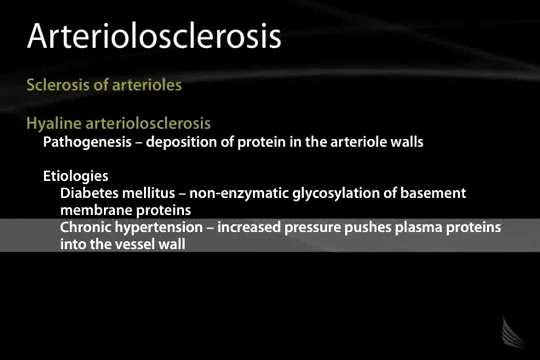 Arteriolosclerosis
Sclerosis of arterioles
Hyaline arteriolosclerosis
Pathogenesis – deposition of protein in the arteriole walls
Etiologies
Diabetes mellitus – non-enzymatic glycosylation of basement
membrane proteins
Chronic hypertension – increased pressure pushes plasma proteins
into the vessel wall